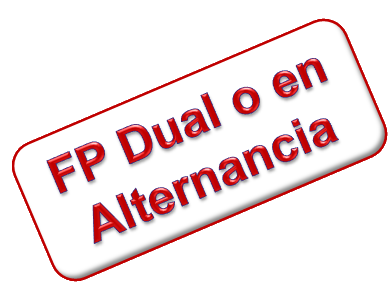 FP Dual o en
Alternancia